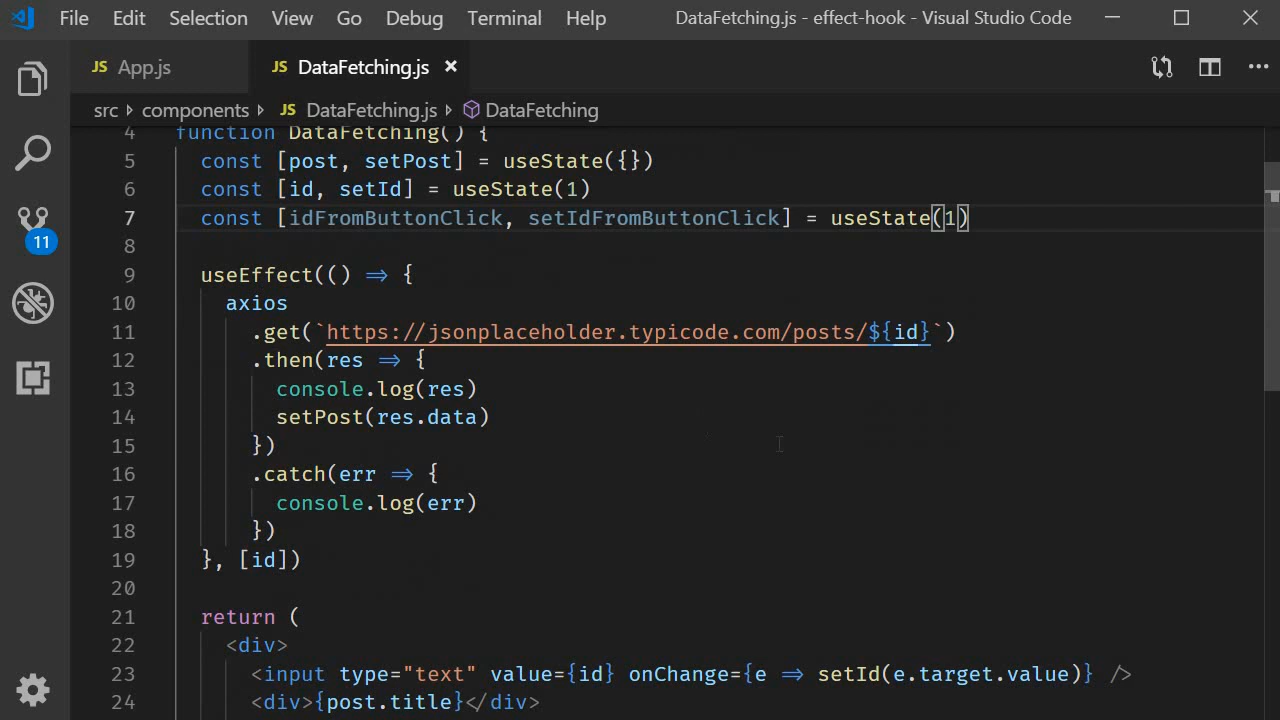 File Edit Selection View Go Debug Terminal Help DataFetching.js - effect-hook - Visual Studio Code
JS App.js JS DataFetching.js
src components JS DataFetching.js DataFetching
11
4 function DataFetching() {
5 const [post, setPost] = useState({})
6 const [id, setId] = useState(1)
7 const [idFromButtonClick, setIdFromButtonClick] = useState(1)
8
9 useEffect(() => {
10 axios
11 .get(`https://jsonplaceholder.typicode.com/posts/${id}`)
12 .then(res => {
13 console.log(res)
14 setPost(res.data)
15 })
16 .catch(err => {
17 console.log(err)
18 })
19 }, [id])
20
21 return (
22 <div>
23 <input type="text" value={id} onChange={e => setId(e.target.value)} />
24 <div>{post.title}</div>